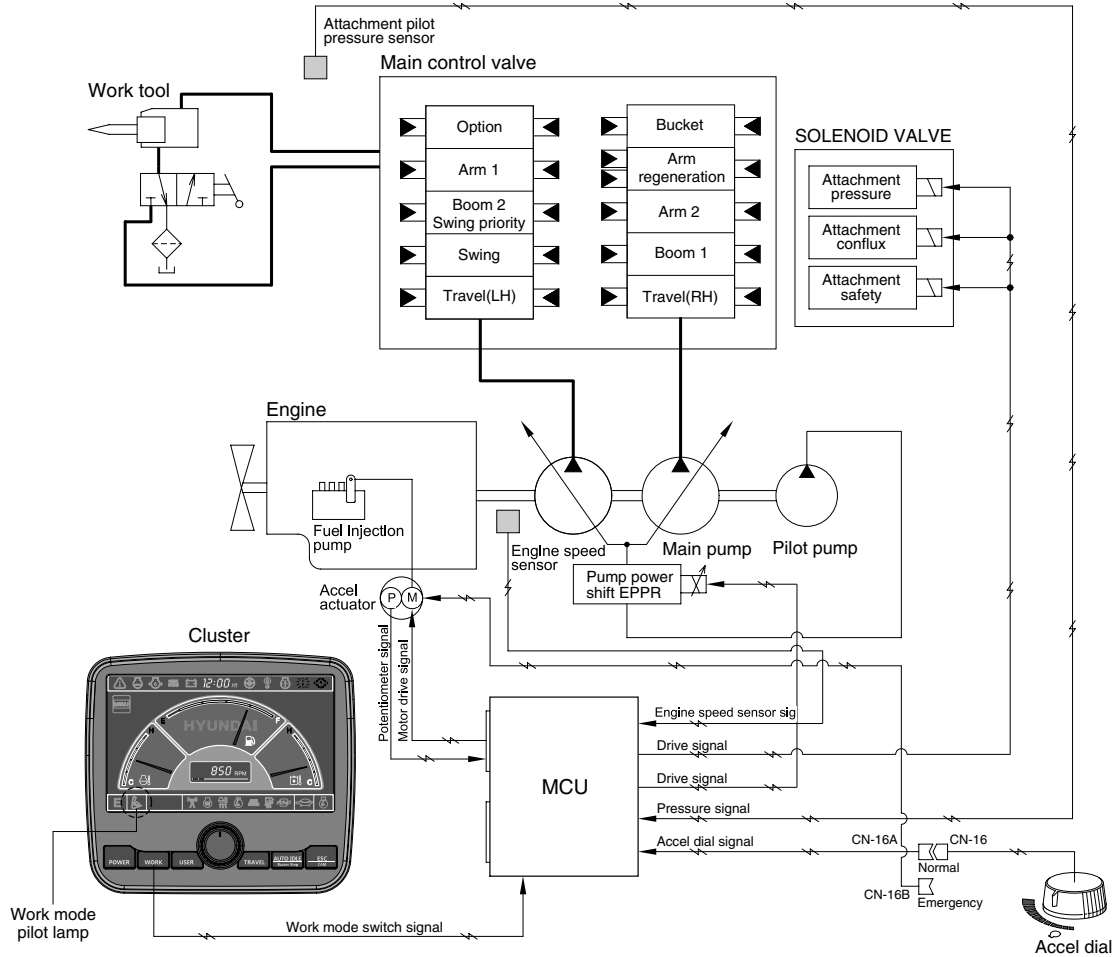 Attachment pilot
pressure sensor
Main control valve
Work tool
Option
Arm 1
Boom 2
Swing priority
Swing
Travel(LH)
Bucket
Arm
regeneration
Arm 2
Boom 1
Travel(RH)
SOLENOID VALVE
Attachment
pressure
Attachment
conflux
Attachment
safety
Engine
Fuel Injection
pump
Engine speed
sensor
Main pump
Pilot pump
Pump power
shift EPPR
Accel
actuator
P
M
Potentiometer signal
Motor drive signal
Cluster
12:00
E
F
H
H
HYUNDAI
850 RPM
C
C
POWER
WORK
USER
TRAVEL
AUTO IDLE
ESC
Work mode
pilot lamp
Work mode switch signal
MCU
Engine speed sensor sig
Drive signal
Drive signal
Pressure signal
Accel dial signal
CN-16A
CN-16
Normal
CN-16B
Emergency
Accel dial